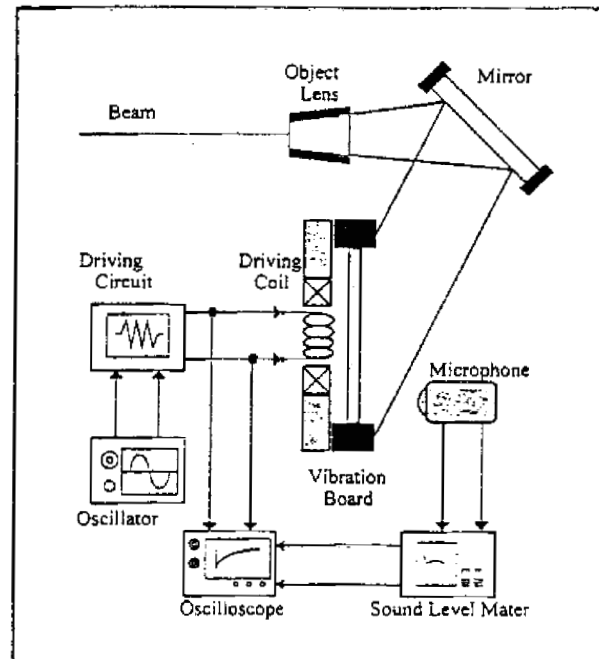 Object
Lens
Mirror
Beam
Driving
Circuit
Driving
Coil
Microphone
Vibration
Board
Oscillator
Oscilloscope
Sound Level Mater